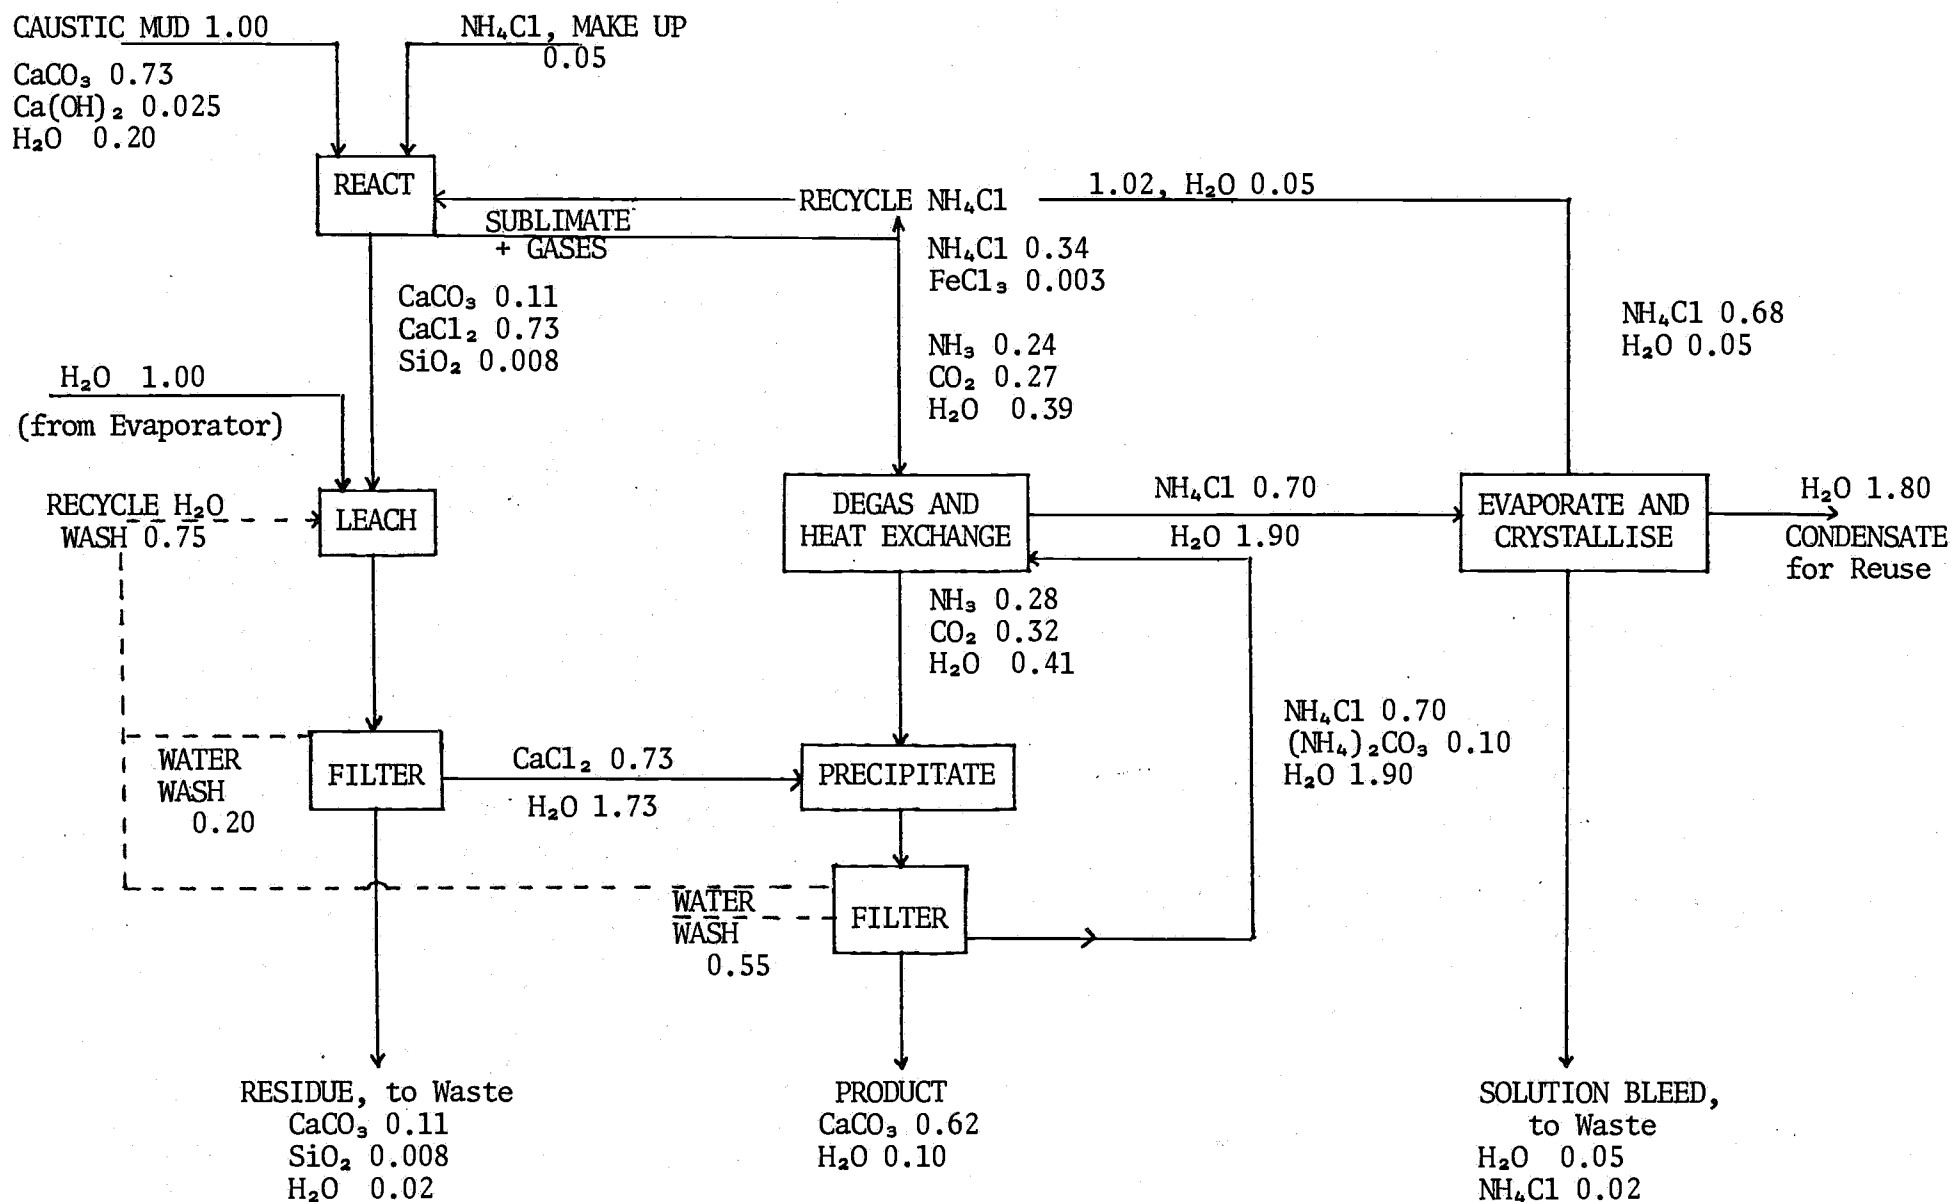 CAUSTIC MUD 1.00
CaCO₃ 0.73
Ca(OH)₂ 0.025
H₂O 0.20
NH₄Cl, MAKE UP
0.05
REACT
RECYCLE NH₄Cl
1.02, H₂O 0.05
SUBLIMATE
+ GASES
NH₄Cl 0.34
FeCl₃ 0.003
NH₃ 0.24
CO₂ 0.27
H₂O 0.39
CaCO₃ 0.11
CaCl₂ 0.73
SiO₂ 0.008
NH₄Cl 0.68
H₂O 0.05
H₂O 1.00
(from Evaporator)
RECYCLE H₂O
WASH 0.75
LEACH
DEGAS AND
HEAT EXCHANGE
NH₄Cl 0.70
H₂O 1.90
EVAPORATE AND
CRYSTALLISE
H₂O 1.80
CONDENSATE
for Reuse
NH₃ 0.28
CO₂ 0.32
H₂O 0.41
NH₄Cl 0.70
(NH₄)₂CO₃ 0.10
H₂O 1.90
WATER
WASH
0.20
FILTER
CaCl₂ 0.73
H₂O 1.73
PRECIPITATE
WATER
WASH
0.55
FILTER
RESIDUE, to Waste
CaCO₃ 0.11
SiO₂ 0.008
H₂O 0.02
PRODUCT
CaCO₃ 0.62
H₂O 0.10
SOLUTION BLEED,
to Waste
H₂O 0.05
NH₄Cl 0.02